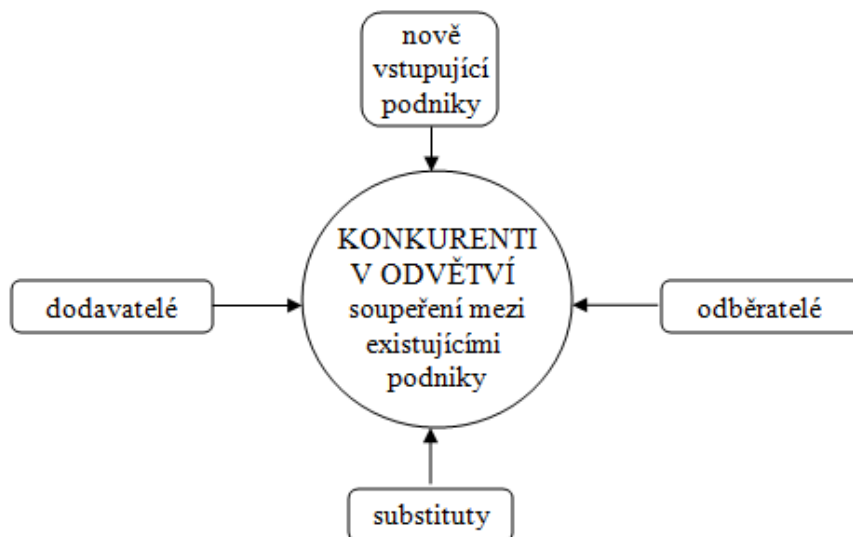 nově
vstupující
podniky
KONKURENTI
V ODVĚTVÍ
soupeření mezi
existujícími
podniky
dodavatelé
odběratelé
substituty